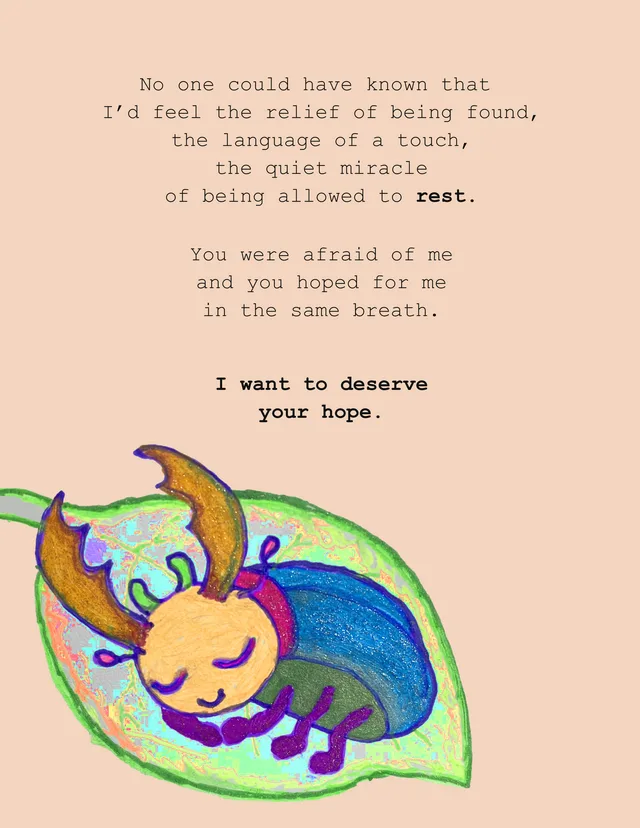 No one could have known that
I’d feel the relief of being found,
the language of a touch,
the quiet miracle
of being allowed to rest.
You were afraid of me
and you hoped for me
in the same breath.
I want to deserve
your hope.